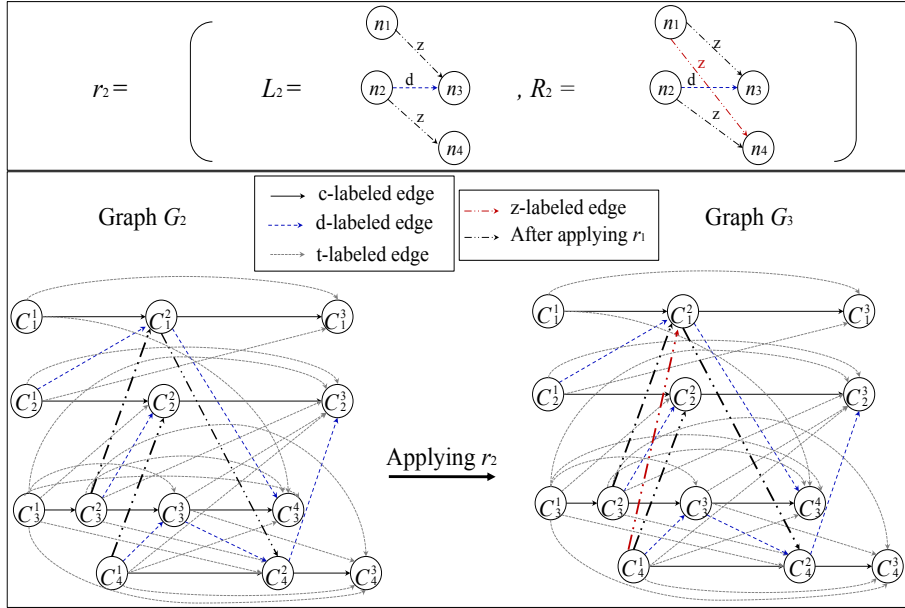 r₂ = L₂ = n₁ z n₂ d n₃ z n₄ , R₂ = n₁ z z n₂ d n₃ z n₄
Graph G₂
c-labeled edge
d-labeled edge
t-labeled edge
z-labeled edge
After applying r₁
Graph G₃
C₁¹ C₁² C₁³
C₂¹ C₂² C₂³
C₃¹ C₃² C₃³ C₃⁴
C₄¹ C₄² C₄³
Applying r₂
C₁¹ C₁² C₁³
C₂¹ C₂² C₂³
C₃¹ C₃² C₃³ C₃⁴
C₄¹ C₄² C₄³